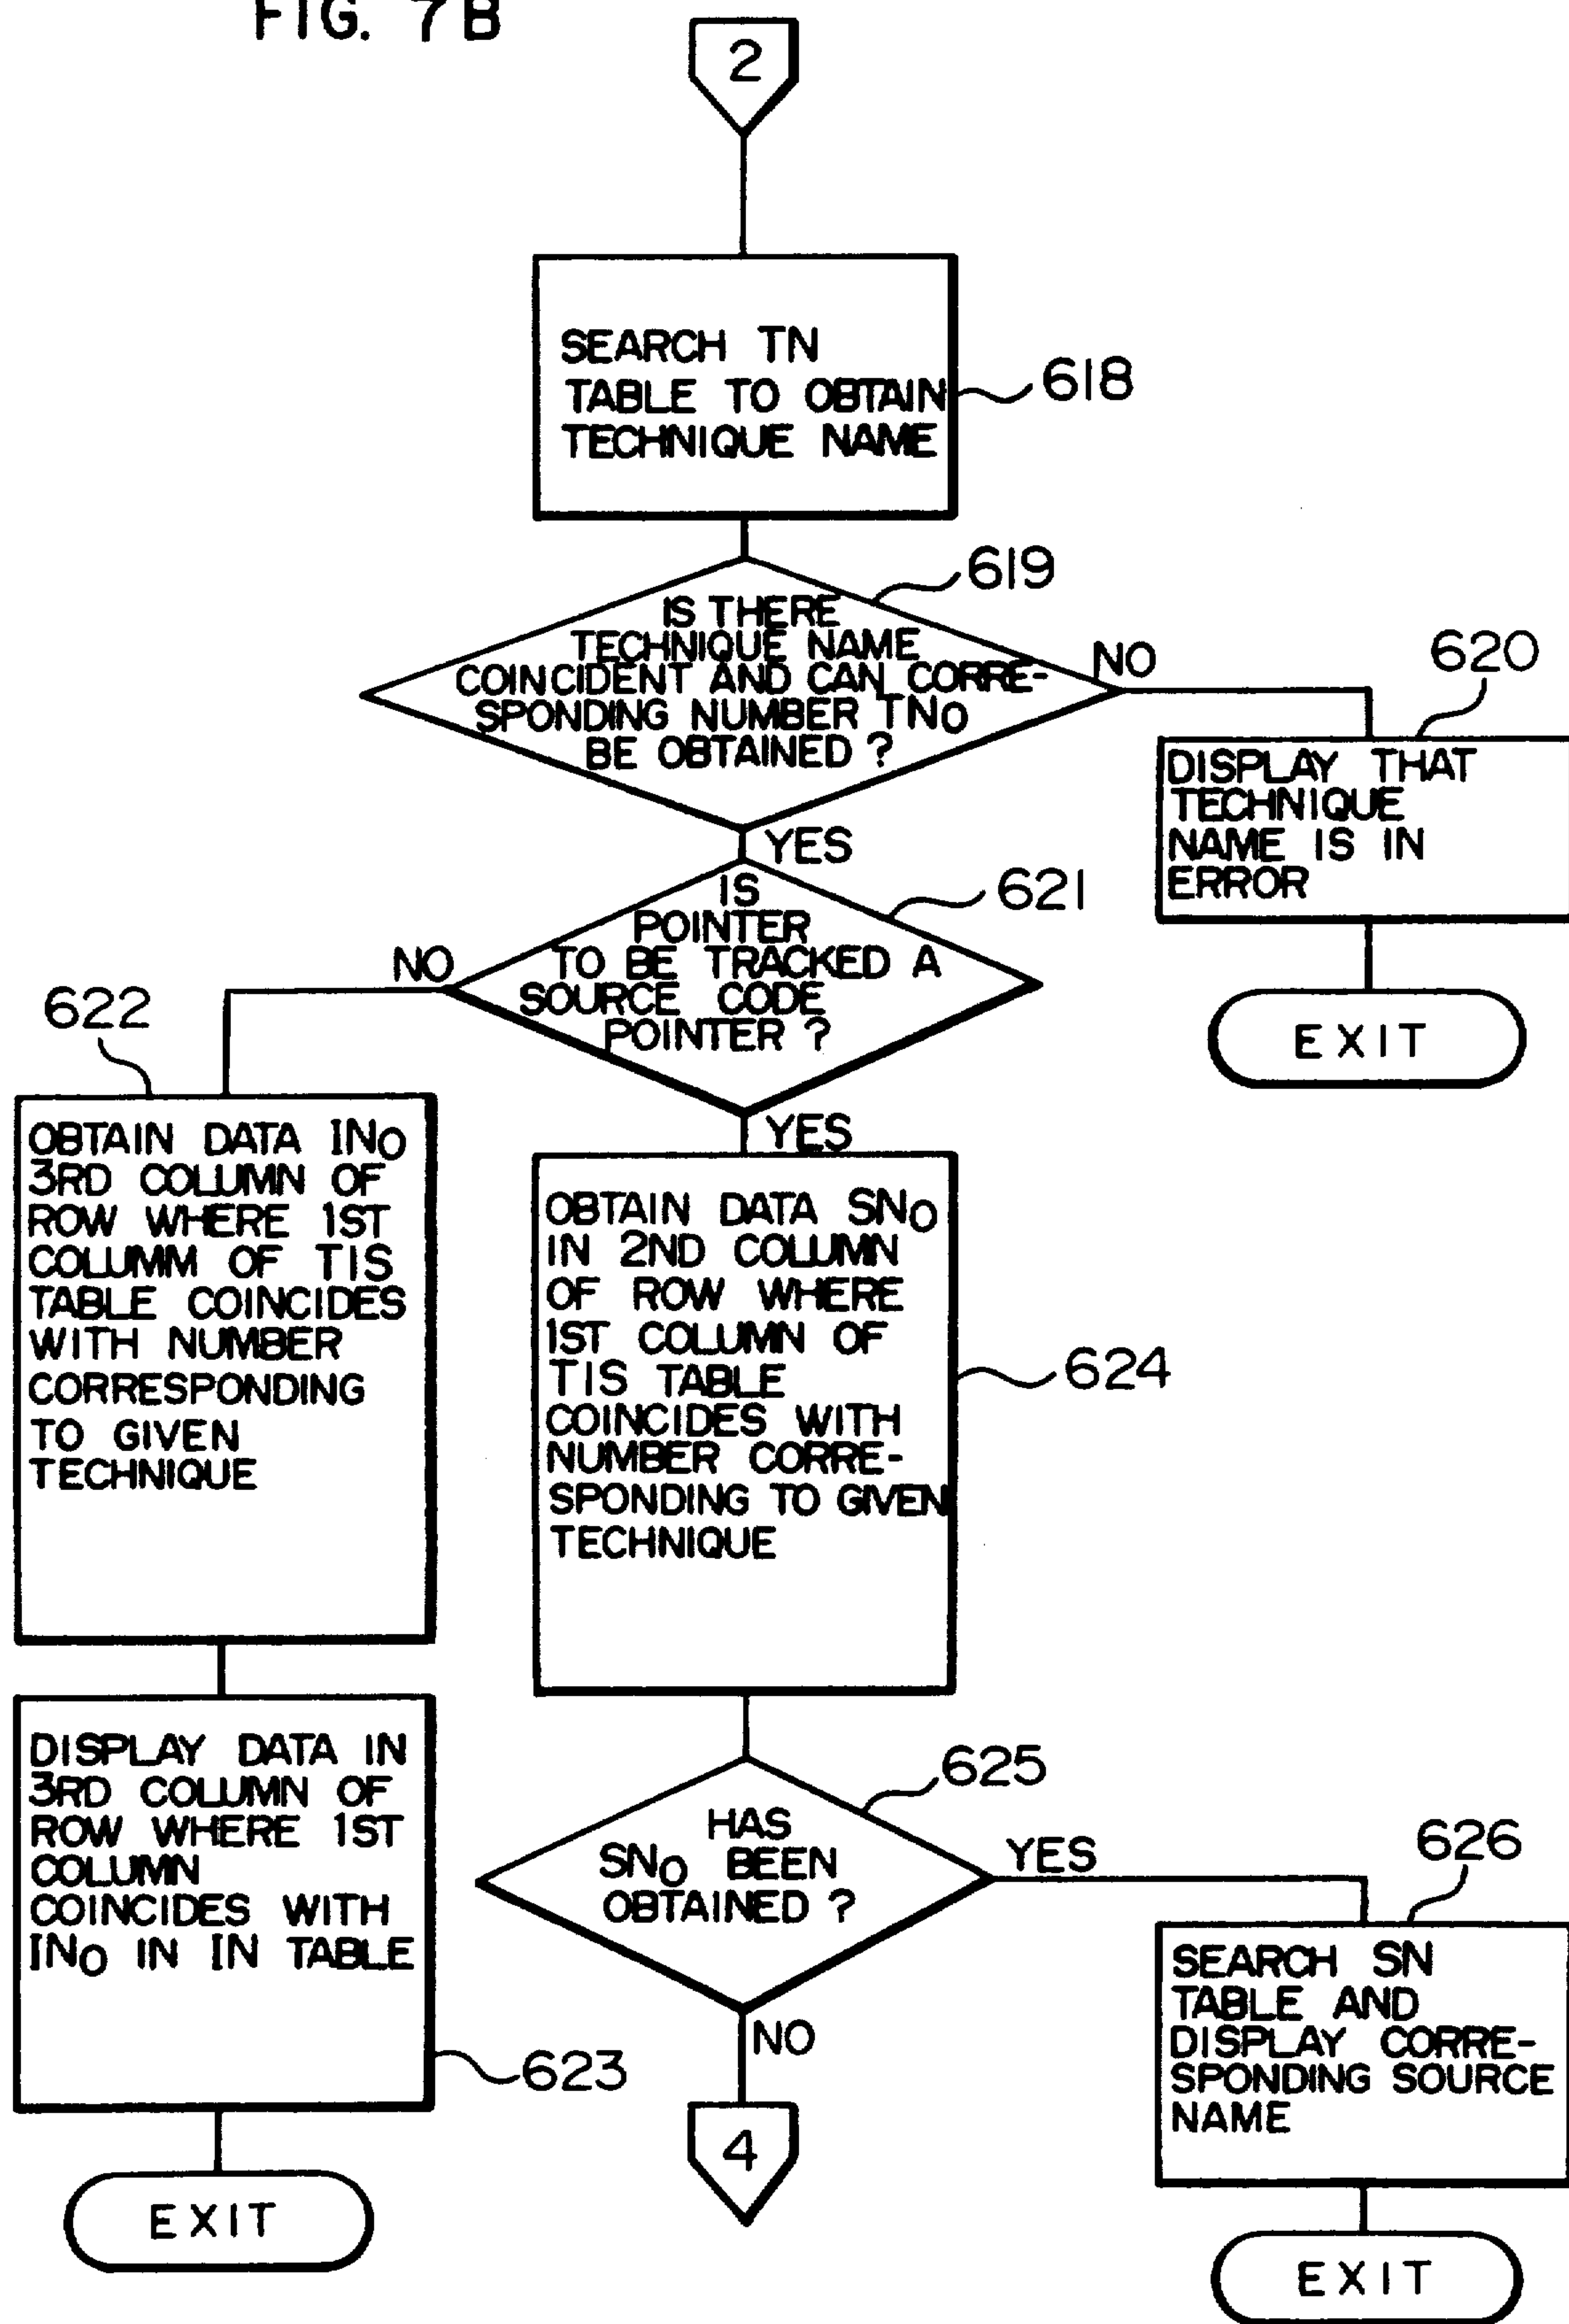 FIG. 7B
2
SEARCH TN
TABLE TO OBTAIN
TECHNIQUE NAME
618
619
IS THERE
TECHNIQUE NAME
COINCIDENT AND CAN CORRE-
SPONDING NUMBER TNO
BE OBTAINED ?
NO
620
DISPLAY THAT
TECHNIQUE
NAME IS IN
ERROR
EXIT
YES
621
IS
POINTER
TO BE TRACKED A
SOURCE CODE
POINTER ?
NO
622
OBTAIN DATA INO
3RD COLUMN OF
ROW WHERE 1ST
COLUMM OF TIS
TABLE COINCIDES
WITH NUMBER
CORRESPONDING
TO GIVEN
TECHNIQUE
YES
OBTAIN DATA SNO
IN 2ND COLUMN
OF ROW WHERE
1ST COLUMN OF
TIS TABLE
COINCIDES WITH
NUMBER CORRE-
SPONDING TO GIVEN
TECHNIQUE
624
DISPLAY DATA IN
3RD COLUMN OF
ROW WHERE 1ST
COLUMN
COINCIDES WITH
INO IN IN TABLE
623
EXIT
625
HAS
SNO BEEN
OBTAINED ?
YES
626
SEARCH SN
TABLE AND
DISPLAY CORRE-
SPONDING SOURCE
NAME
EXIT
NO
4